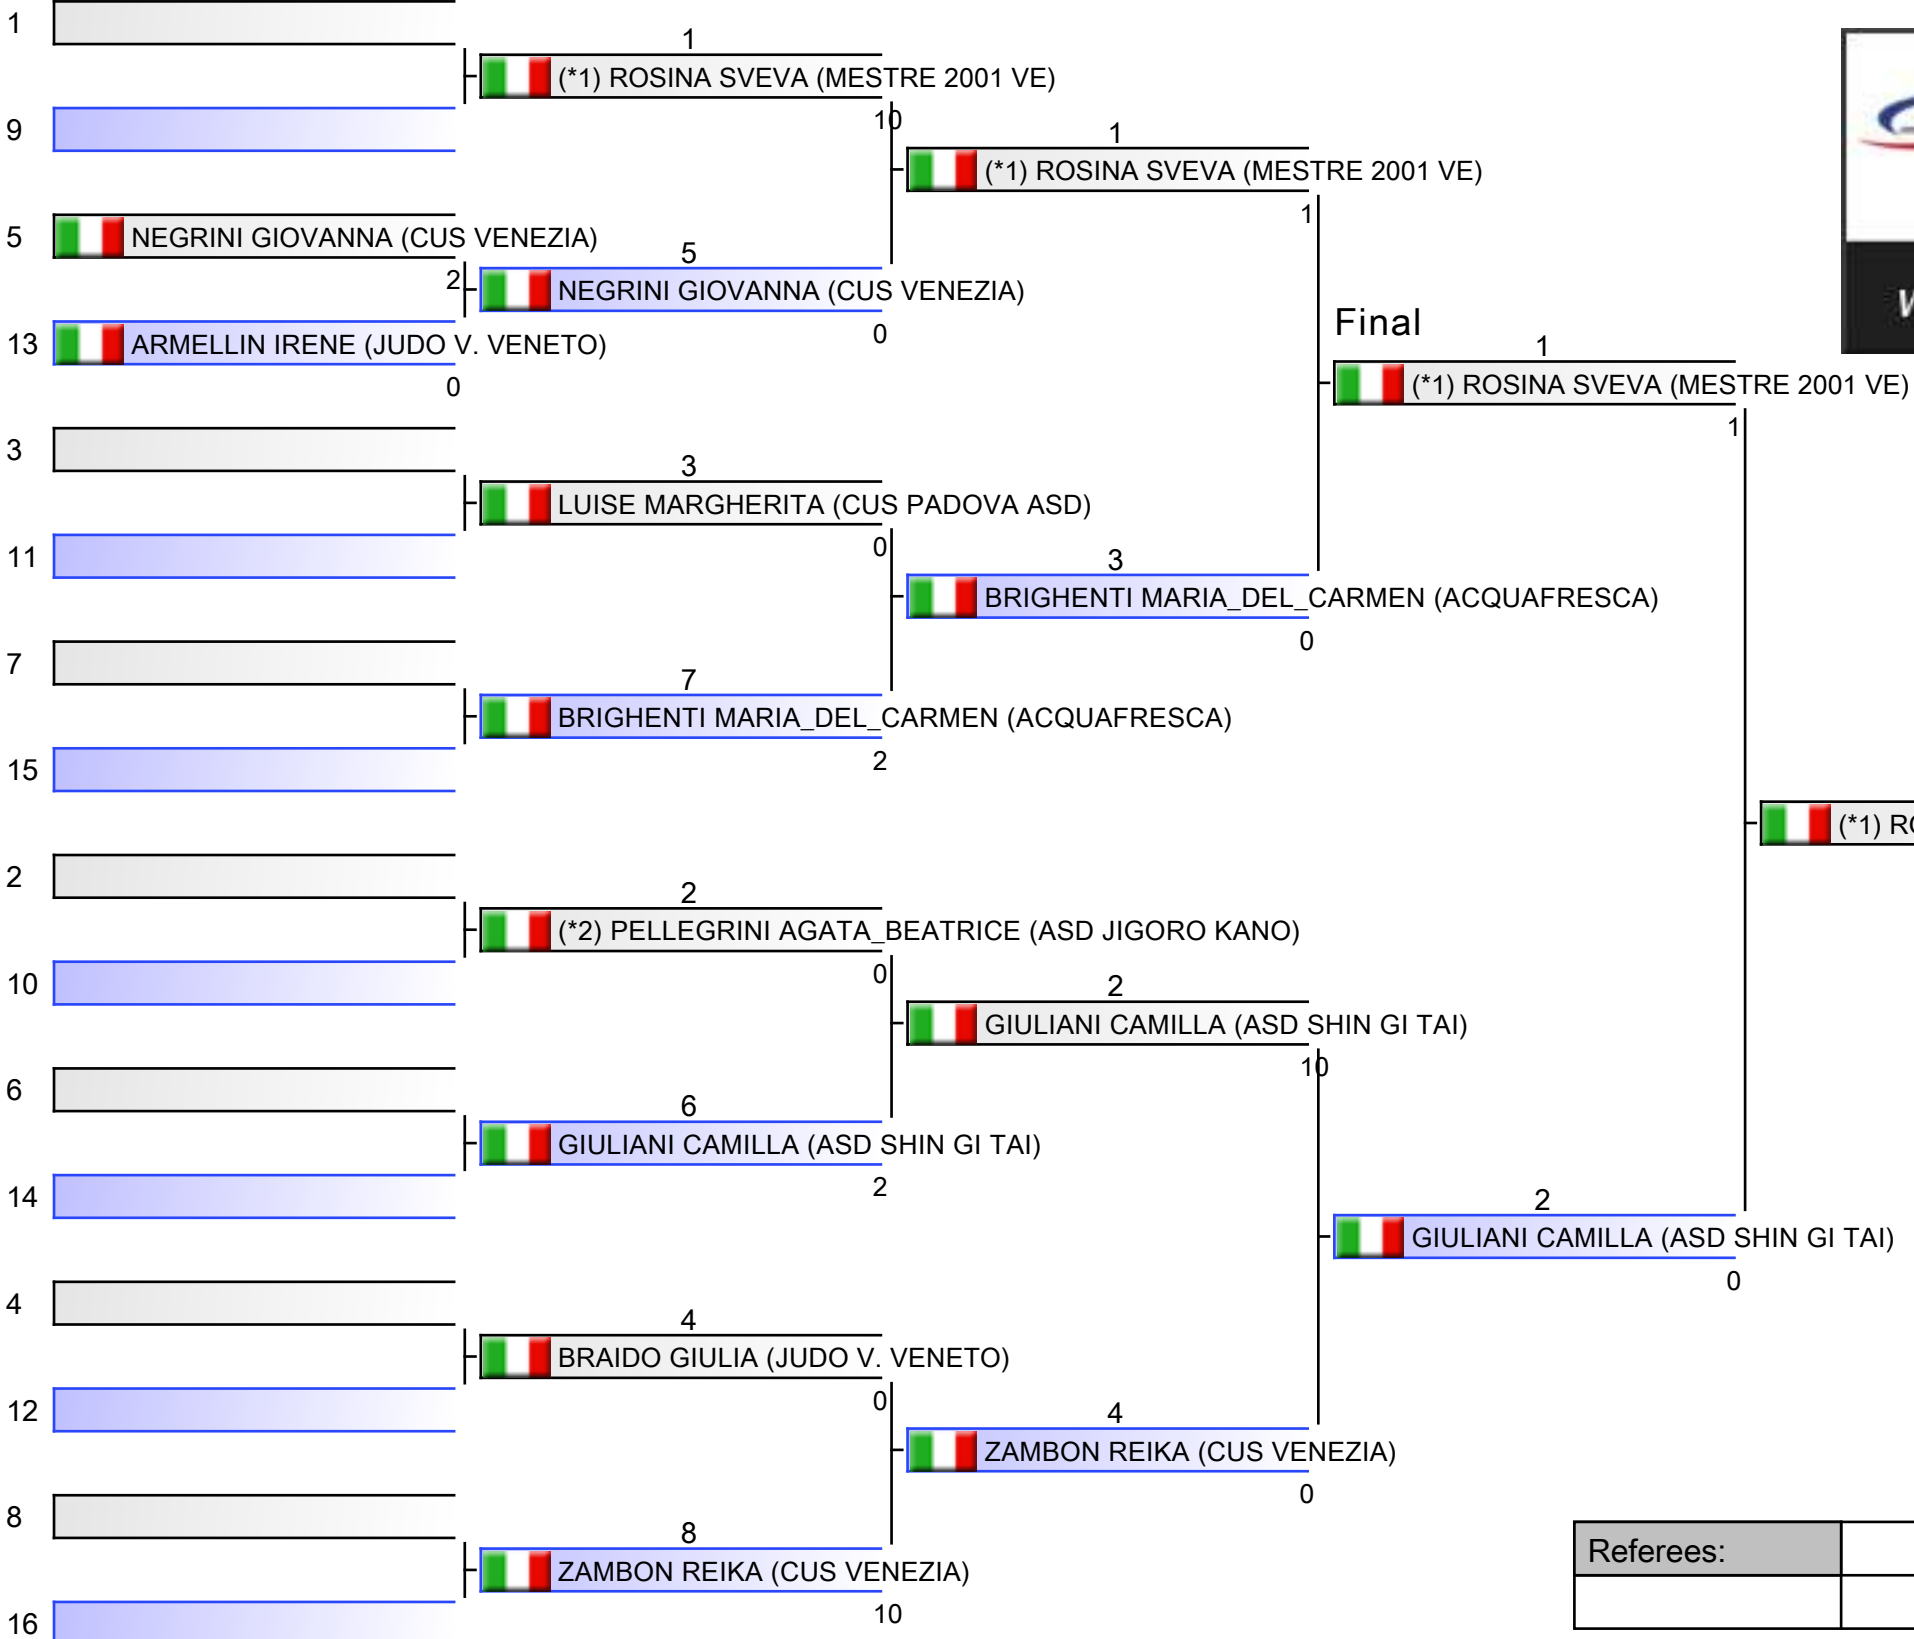 1
1
(*1) ROSINA SVEVA (MESTRE 2001 VE)
10
9
1
(*1) ROSINA SVEVA (MESTRE 2001 VE)
1
5
NEGRINI GIOVANNA (CUS VENEZIA)
2
5
NEGRINI GIOVANNA (CUS VENEZIA)
0
13
ARMELLIN IRENE (JUDO V. VENETO)
0
Final
1
(*1) ROSINA SVEVA (MESTRE 2001 VE)
1
3
3
LUISE MARGHERITA (CUS PADOVA ASD)
0
11
3
BRIGHENTI MARIA_DEL_CARMEN (ACQUAFRESCA)
0
7
7
BRIGHENTI MARIA_DEL_CARMEN (ACQUAFRESCA)
2
15
(*1) RO
2
2
(*2) PELLEGRINI AGATA_BEATRICE (ASD JIGORO KANO)
0
10
2
GIULIANI CAMILLA (ASD SHIN GI TAI)
10
6
6
GIULIANI CAMILLA (ASD SHIN GI TAI)
2
14
2
GIULIANI CAMILLA (ASD SHIN GI TAI)
0
4
4
BRAIDO GIULIA (JUDO V. VENETO)
0
12
4
ZAMBON REIKA (CUS VENEZIA)
0
8
8
ZAMBON REIKA (CUS VENEZIA)
10
16
Referees: